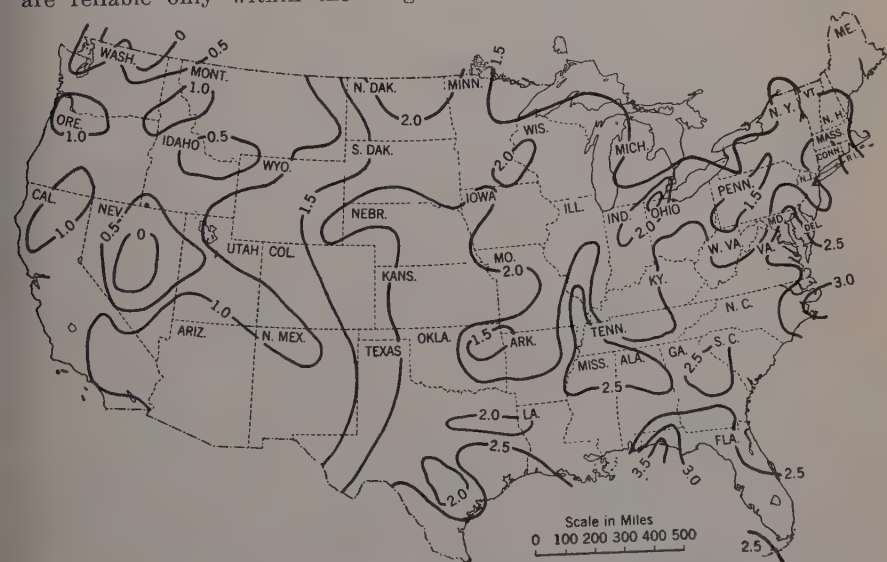 are reliable only within the
0
0.5
1.5
WASH.
MONT.
1.0
N. DAK.
MINN.
2.0
ME.
VT.
N. Y.
N. H.
MASS.
CONN.
R. I.
ORE.
1.0
IDAHO
0.5
WYO.
S. DAK.
WIS.
2.0
MICH.
PENN.
1.5
N.J.
CAL.
1.0
NEV.
0.5
0
1.5
NEBR.
IOWA
ILL.
IND.
OHIO
2.0
W. VA.
VA.
MD.
DEL.
2.5
UTAH
COL.
KANS.
MO.
2.0
KY.
3.0
N. C.
1.0
ARIZ.
N. MEX.
TEXAS
OKLA.
1.5
ARK.
TENN.
MISS.
ALA.
GA.
S. C.
2.5
2.5
2.0
LA.
2.5
2.0
FLA.
3.5
3.0
2.5
2.5
Scale in Miles
0 100 200 300 400 500